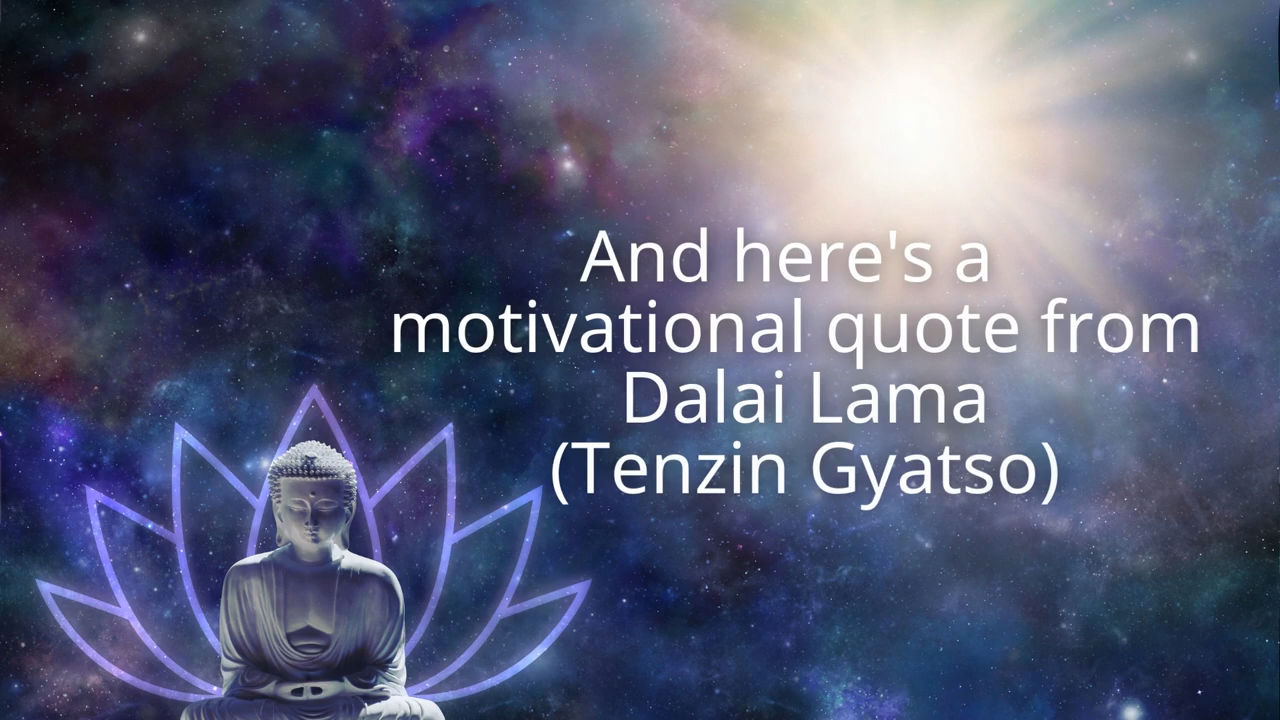 And here's a
motivational quote from
Dalai Lama
(Tenzin Gyatso)